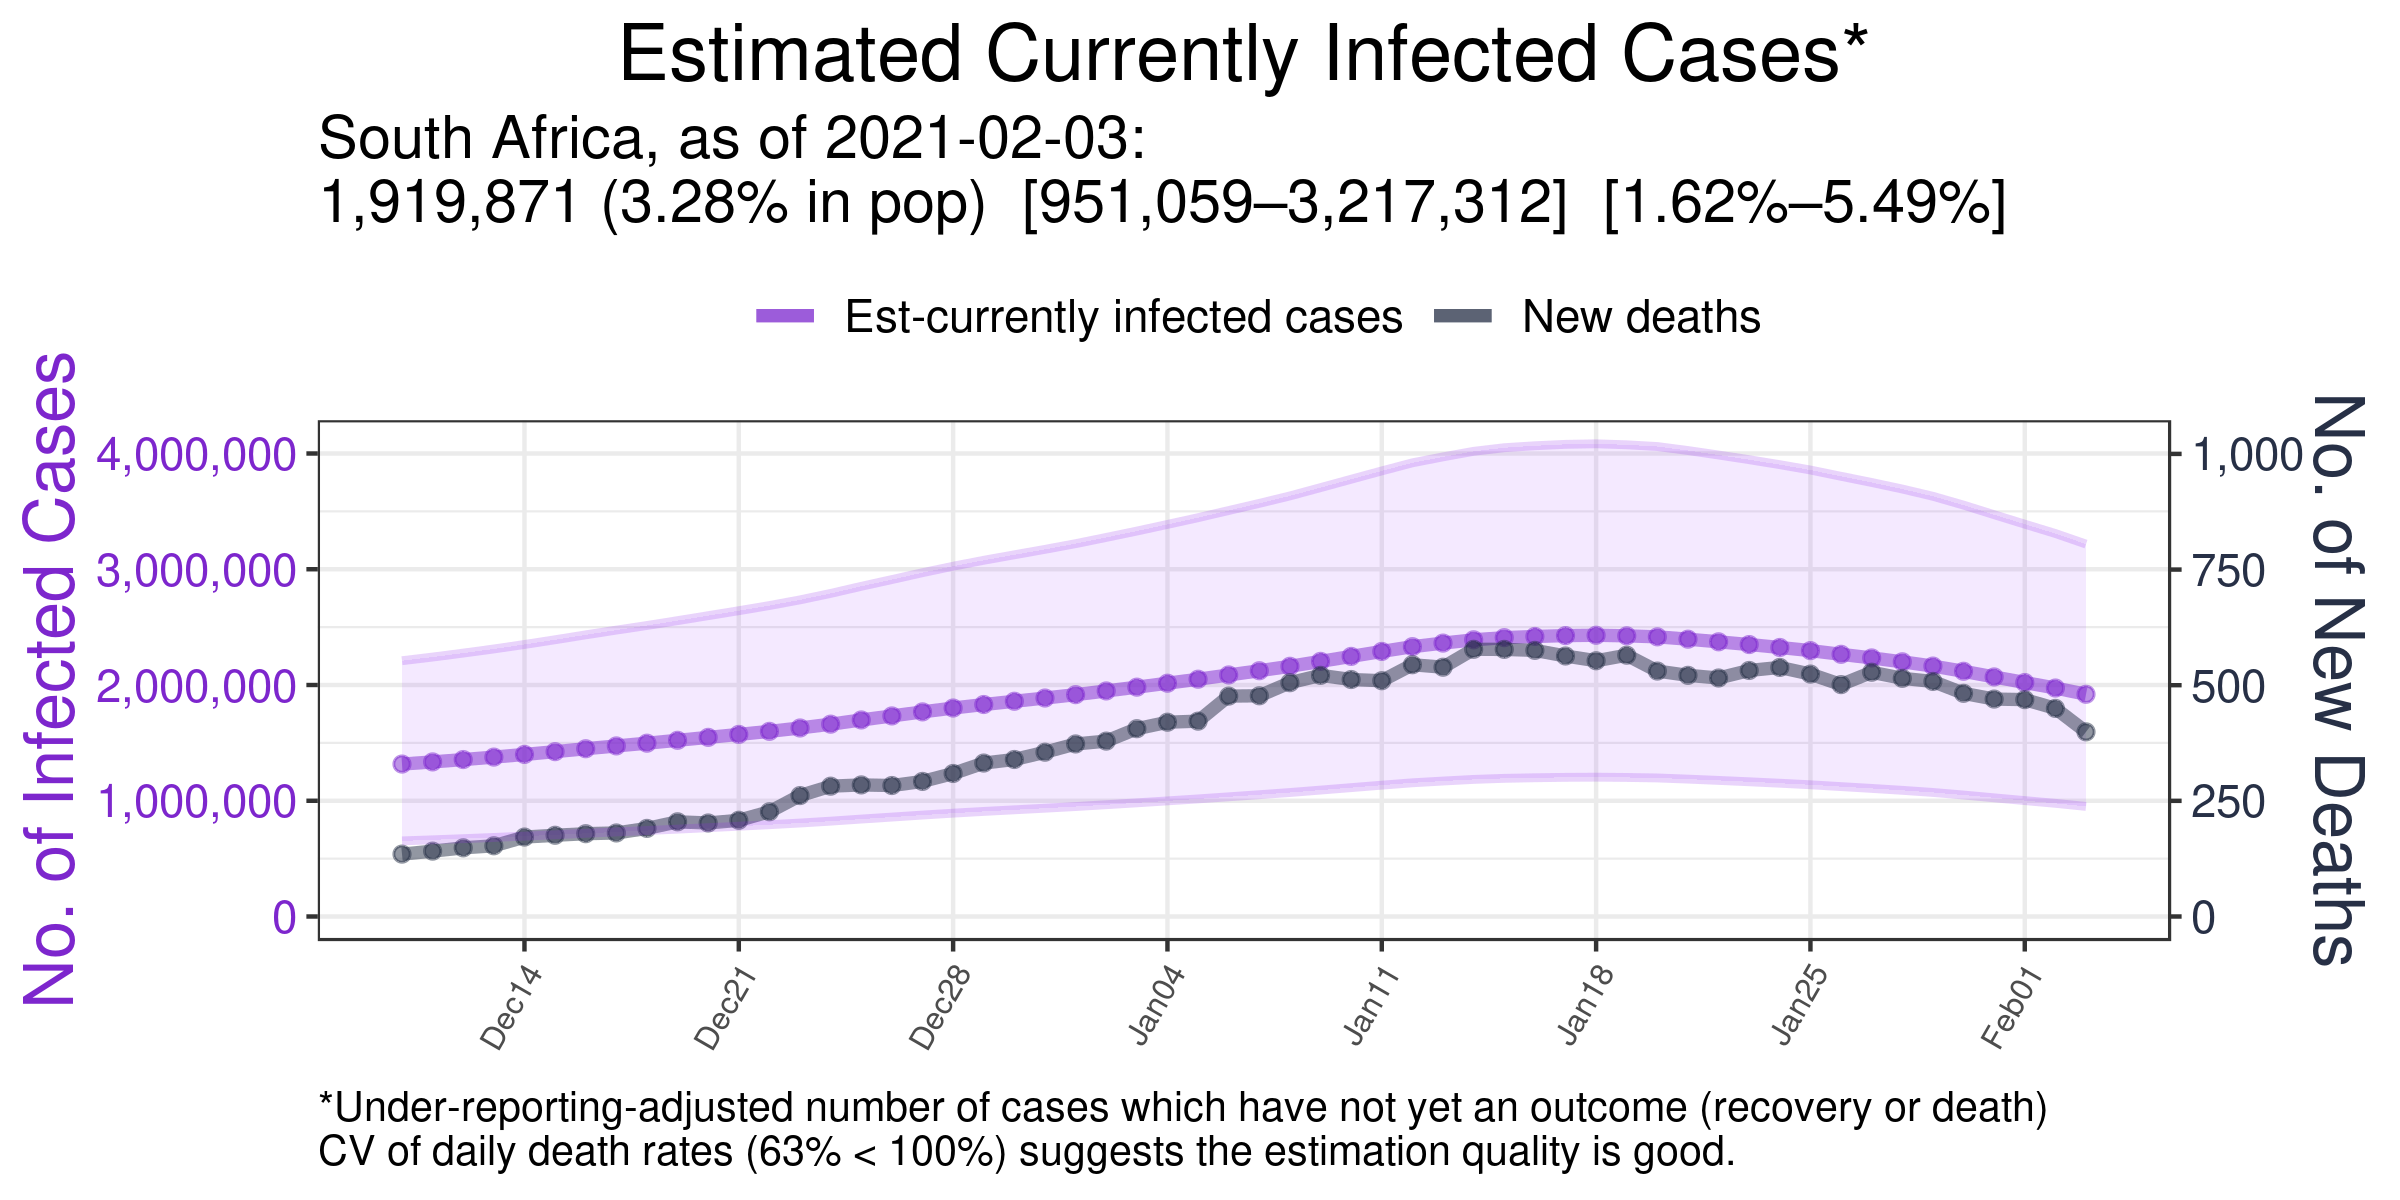 Estimated Currently Infected Cases*
South Africa, as of 2021-02-03:
1,919,871 (3.28% in pop)  [951,059–3,217,312]  [1.62%–5.49%]
Est-currently infected cases
New deaths
No. of Infected Cases
4,000,000
3,000,000
2,000,000
1,000,000
0
1,000
750
500
250
0
No. of New Deaths
Dec14
Dec21
Dec28
Jan04
Jan11
Jan18
Jan25
Feb01
*Under-reporting-adjusted number of cases which have not yet an outcome (recovery or death)
CV of daily death rates (63% < 100%) suggests the estimation quality is good.